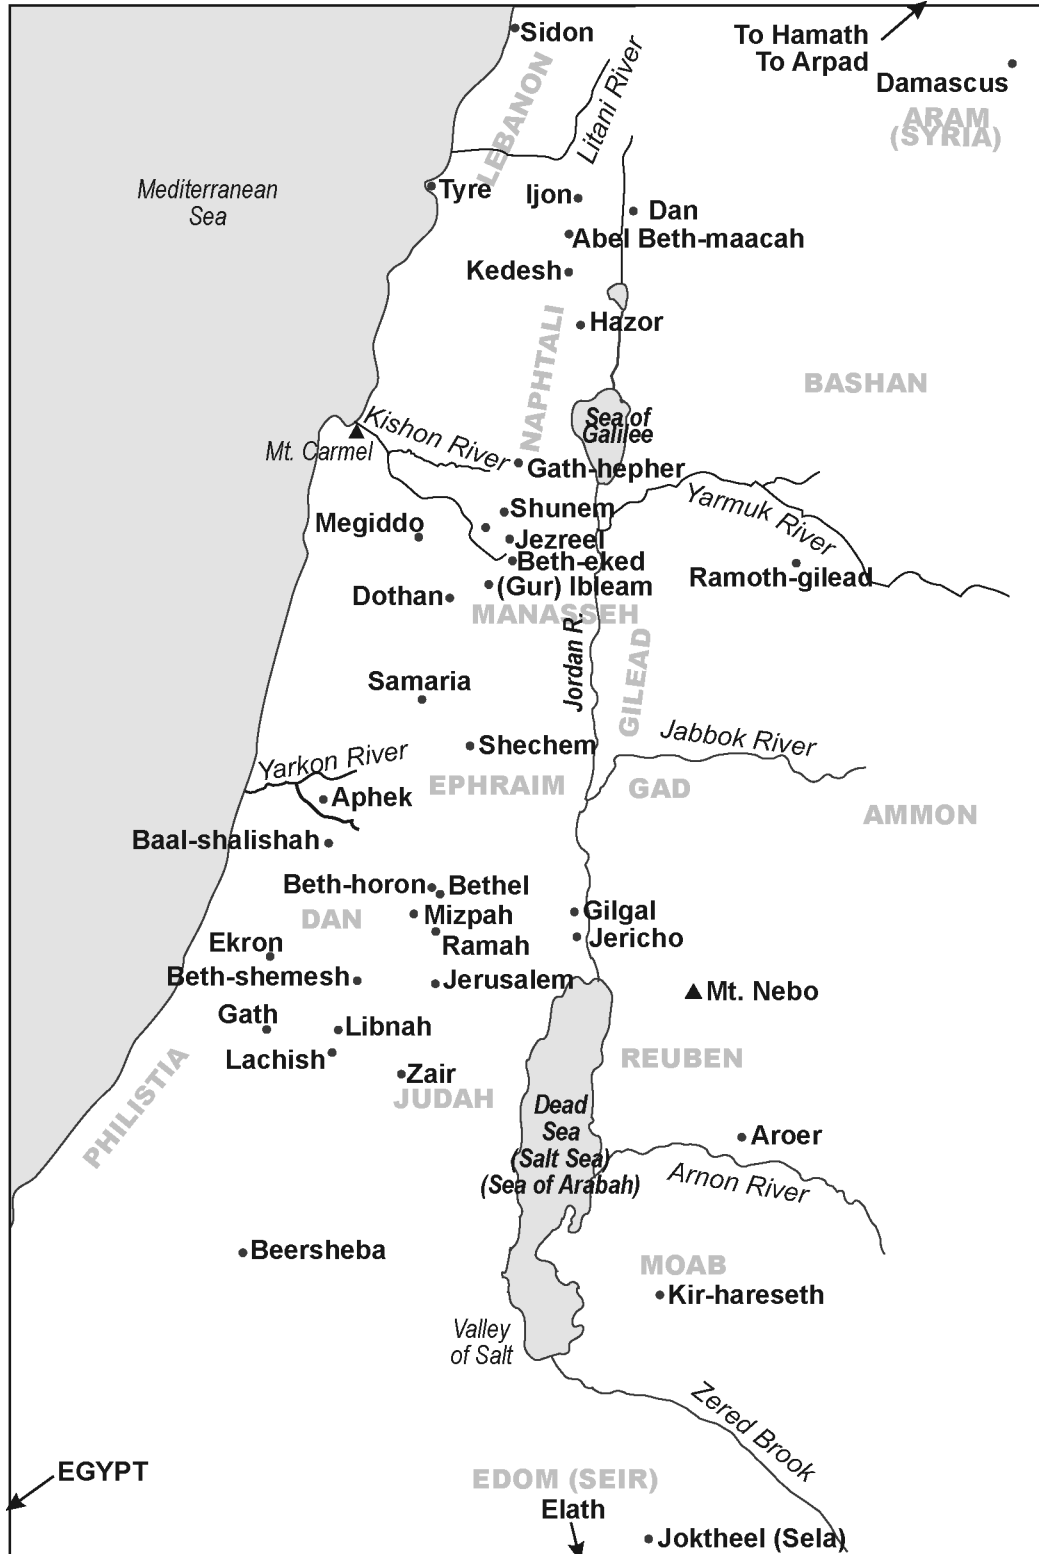 Sidon
To Hamath
To Arpad
Damascus
ARAM
(SYRIA)
LEBANON
Litani River
Mediterranean
Sea
Tyre
Ijon
Dan
Abel Beth-maacah
Kedesh
Hazor
NAPHTALI
BASHAN
Sea of
Galilee
Kishon River
Mt. Carmel
Gath-hepher
Yarmuk River
Shunem
Megiddo
Jezreel
Beth-eked
Ramoth-gilead
(Gur) Ibleam
Dothan
MANASSEH
Jordan R.
GILEAD
Samaria
Shechem
Jabbok River
Yarkon River
EPHRAIM
GAD
Aphek
AMMON
Baal-shalishah
Beth-horon
Bethel
DAN
Mizpah
Gilgal
Ramah
Jericho
Ekron
Beth-shemesh
Jerusalem
Mt. Nebo
Gath
Libnah
Lachish
REUBEN
Zair
JUDAH
PHILISTIA
Dead
Sea
(Salt Sea)
(Sea of Arabah)
Aroer
Arnon River
Beersheba
MOAB
Kir-hareseth
Valley
of Salt
Zered Brook
EGYPT
EDOM (SEIR)
Elath
Joktheel (Sela)